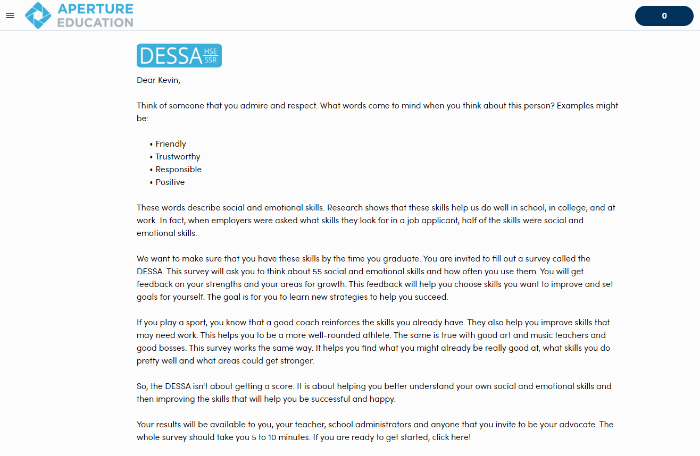 APERTURE
EDUCATION
0
DESSA HSE
SSR
Dear Kevin,
Think of someone that you admire and respect. What words come to mind when you think about this person? Examples might
be:
• Friendly
• Trustworthy
• Responsible
• Positive
These words describe social and emotional skills. Research shows that these skills help us do well in school, in college, and at
work. In fact, when employers were asked what skills they look for in a job applicant, half of the skills were social and
emotional skills.
We want to make sure that you have these skills by the time you graduate. You are invited to fill out a survey called the
DESSA. This survey will ask you to think about 55 social and emotional skills and how often you use them. You will get
feedback on your strengths and your areas for growth. This feedback will help you choose skills you want to improve and set
goals for yourself. The goal is for you to learn new strategies to help you succeed.
If you play a sport, you know that a good coach reinforces the skills you already have. They also help you improve skills that
may need work. This helps you to be a more well-rounded athlete. The same is true with good art and music teachers and
good bosses. This survey works the same way. It helps you find what you might already be really good at, what skills you do
pretty well and what areas could get stronger.
So, the DESSA isn't about getting a score. It is about helping you better understand your own social and emotional skills and
then improving the skills that will help you be successful and happy.
Your results will be available to you, your teacher, school administrators and anyone that you invite to be your advocate. The
whole survey should take you 5 to 10 minutes. If you are ready to get started, click here!